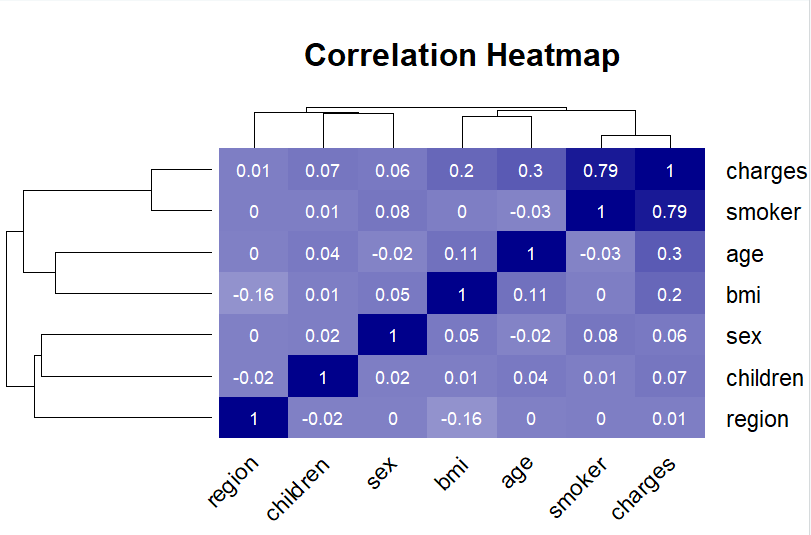 Correlation Heatmap
0.01 0.07 0.06 0.2 0.3 0.79 1 charges
0 0.01 0.08 0 -0.03 1 0.79 smoker
0 0.04 -0.02 0.11 1 -0.03 0.3 age
-0.16 0.01 0.05 1 0.11 0 0.2 bmi
0 0.02 1 0.05 -0.02 0.08 0.06 sex
-0.02 1 0.02 0.01 0.04 0.01 0.07 children
1 -0.02 0 -0.16 0 0 0.01 region
region children sex bmi age smoker charges